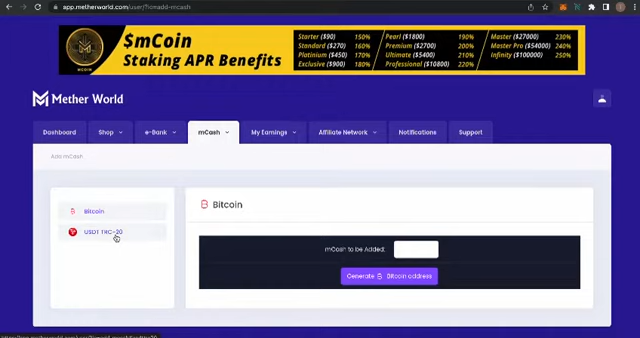 app.metherworld.com/user/?r=madd-mcash
$mCoin
Staking APR Benefits
MCOIN
Starter ($90) 150%
Standard ($270) 160%
Platinium ($450) 170%
Exclusive ($900) 180%
Pearl ($1800) 190%
Premium ($2700) 200%
Ultimate ($5400) 210%
Professional ($10800) 220%
Master ($27000) 230%
Master Pro ($54000) 240%
Infinity ($100000) 250%
Mether World
Dashboard Shop e-Bank mCash My Earnings Affiliate Network Notifications Support
Add mCash
Bitcoin
USDT TRC-20
Bitcoin
mCash to be Added:
Generate Bitcoin address